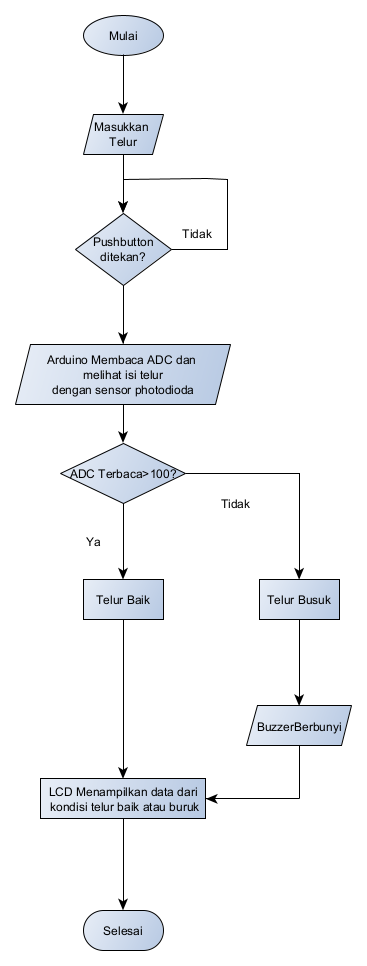 Mulai
Masukkan
Telur
Pushbutton
ditekan?
Tidak
Arduino Membaca ADC dan
melihat isi telur
dengan sensor photodioda
ADC Terbaca>100?
Tidak
Ya
Telur Baik
Telur Busuk
BuzzerBerbunyi
LCD Menampilkan data dari
kondisi telur baik atau buruk
Selesai